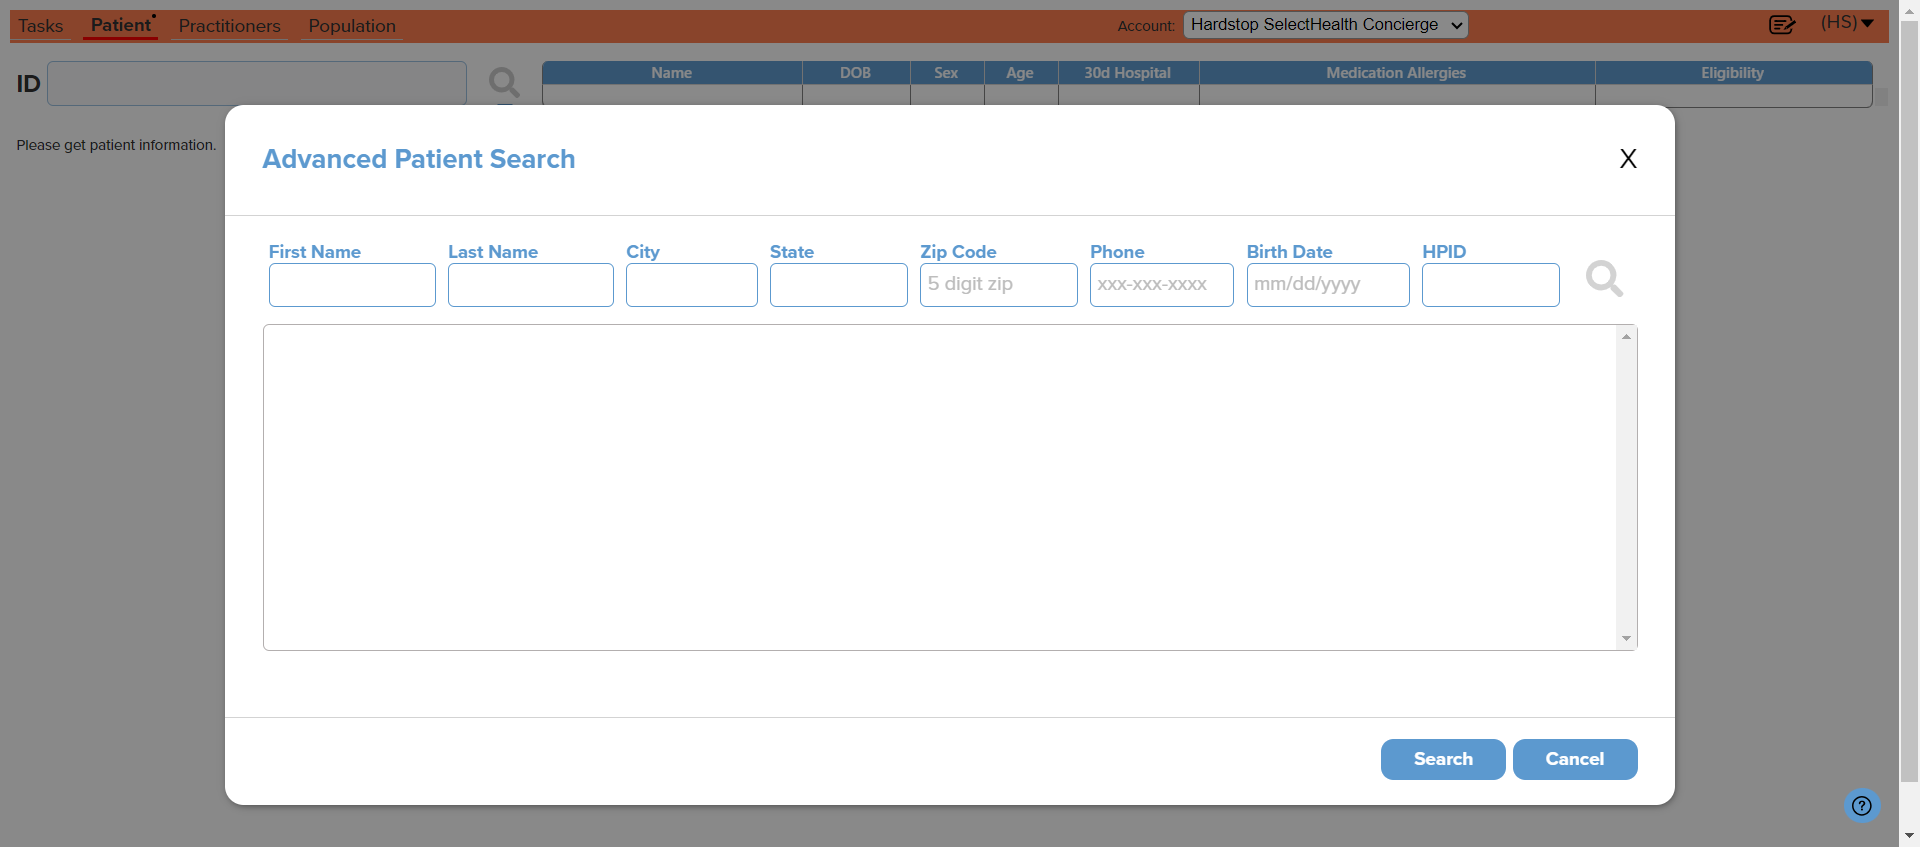 Tasks Patient Practitioners Population Account: Hardstop SelectHealth Concierge (HS)
ID Name DOB Sex Age 30d Hospital Medication Allergies Eligibility
Please get patient information.
Advanced Patient Search X
First Name Last Name City State Zip Code Phone Birth Date HPID
5 digit zip xxx-xxx-xxxx mm/dd/yyyy
Search Cancel
?